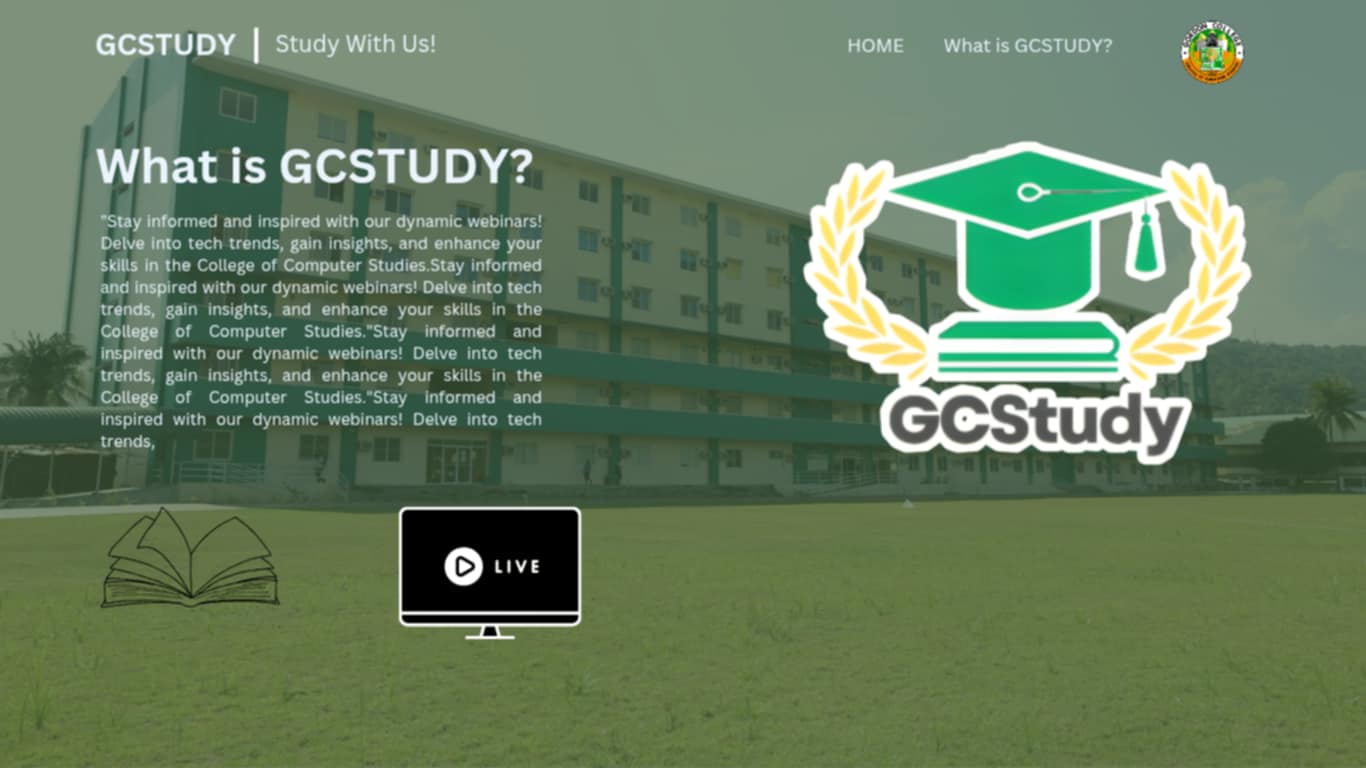 GCSTUDY | Study With Us!
HOME
What is GCSTUDY?
GORDON COLLEGE
What is GCSTUDY?
"Stay informed and inspired with our dynamic webinars!
Delve into tech trends, gain insights, and enhance your
skills in the College of Computer Studies.Stay informed
and inspired with our dynamic webinars! Delve into tech
trends, gain insights, and enhance your skills in the
College of Computer Studies."Stay informed and
inspired with our dynamic webinars! Delve into tech
trends, gain insights, and enhance your skills in the
College of Computer Studies."Stay informed and
inspired with our dynamic webinars! Delve into tech
trends,
GCStudy
LIVE